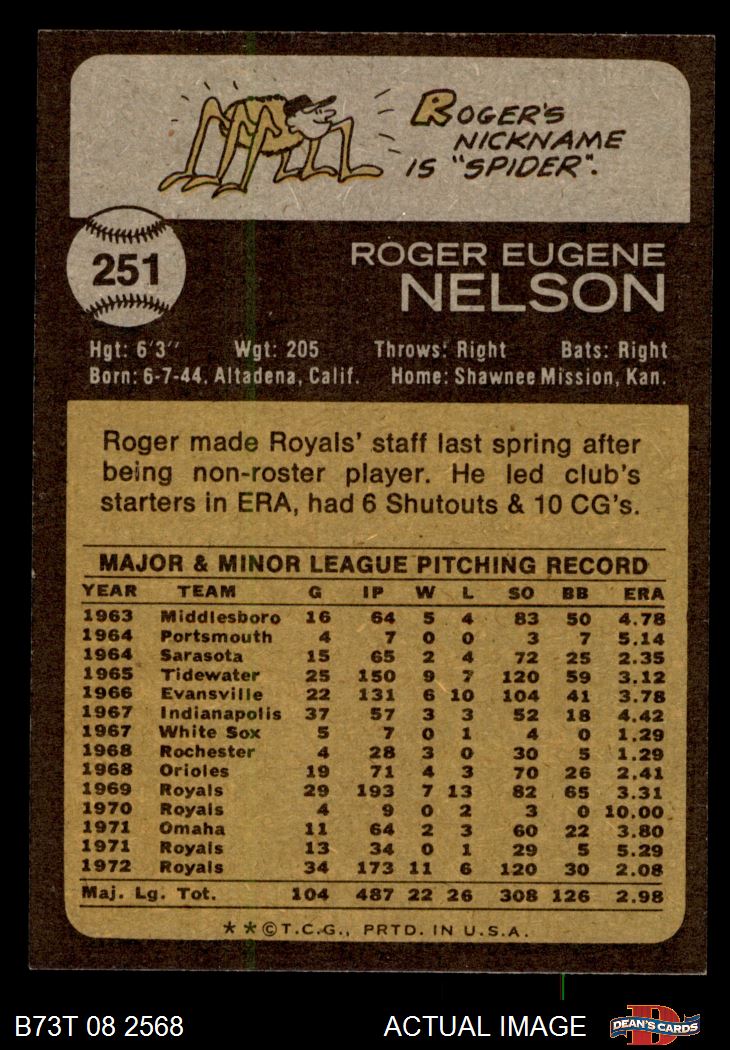 ROGER'S
NICKNAME
IS "SPIDER".
251
ROGER EUGENE
NELSON
Hgt: 6'3" Wgt: 205 Throws: Right Bats: Right
Born: 6-7-44, Altadena, Calif. Home: Shawnee Mission, Kan.
Roger made Royals' staff last spring after
being non-roster player. He led club's
starters in ERA, had 6 Shutouts & 10 CG's.
MAJOR & MINOR LEAGUE PITCHING RECORD
YEAR TEAM G IP W L SO BB ERA
1963 Middlesboro 16 64 5 4 83 50 4.78
1964 Portsmouth 4 7 0 0 3 7 5.14
1964 Sarasota 15 65 2 4 72 25 2.35
1965 Tidewater 25 150 9 7 120 59 3.12
1966 Evansville 22 131 6 10 104 41 3.78
1967 Indianapolis 37 57 3 3 52 18 4.42
1967 White Sox 5 7 0 1 4 0 1.29
1968 Rochester 4 28 3 0 30 5 1.29
1968 Orioles 19 71 4 3 70 26 2.41
1969 Royals 29 193 7 13 82 65 3.31
1970 Royals 4 9 0 2 3 0 10.00
1971 Omaha 11 64 2 3 60 22 3.80
1971 Royals 13 34 0 1 29 5 5.29
1972 Royals 34 173 11 6 120 30 2.08
Maj. Lg. Tot. 104 487 22 26 308 126 2.98
**©T.C.G., PRTD. IN U.S.A.
B73T 08 2568 ACTUAL IMAGE DEAN'S CARDS